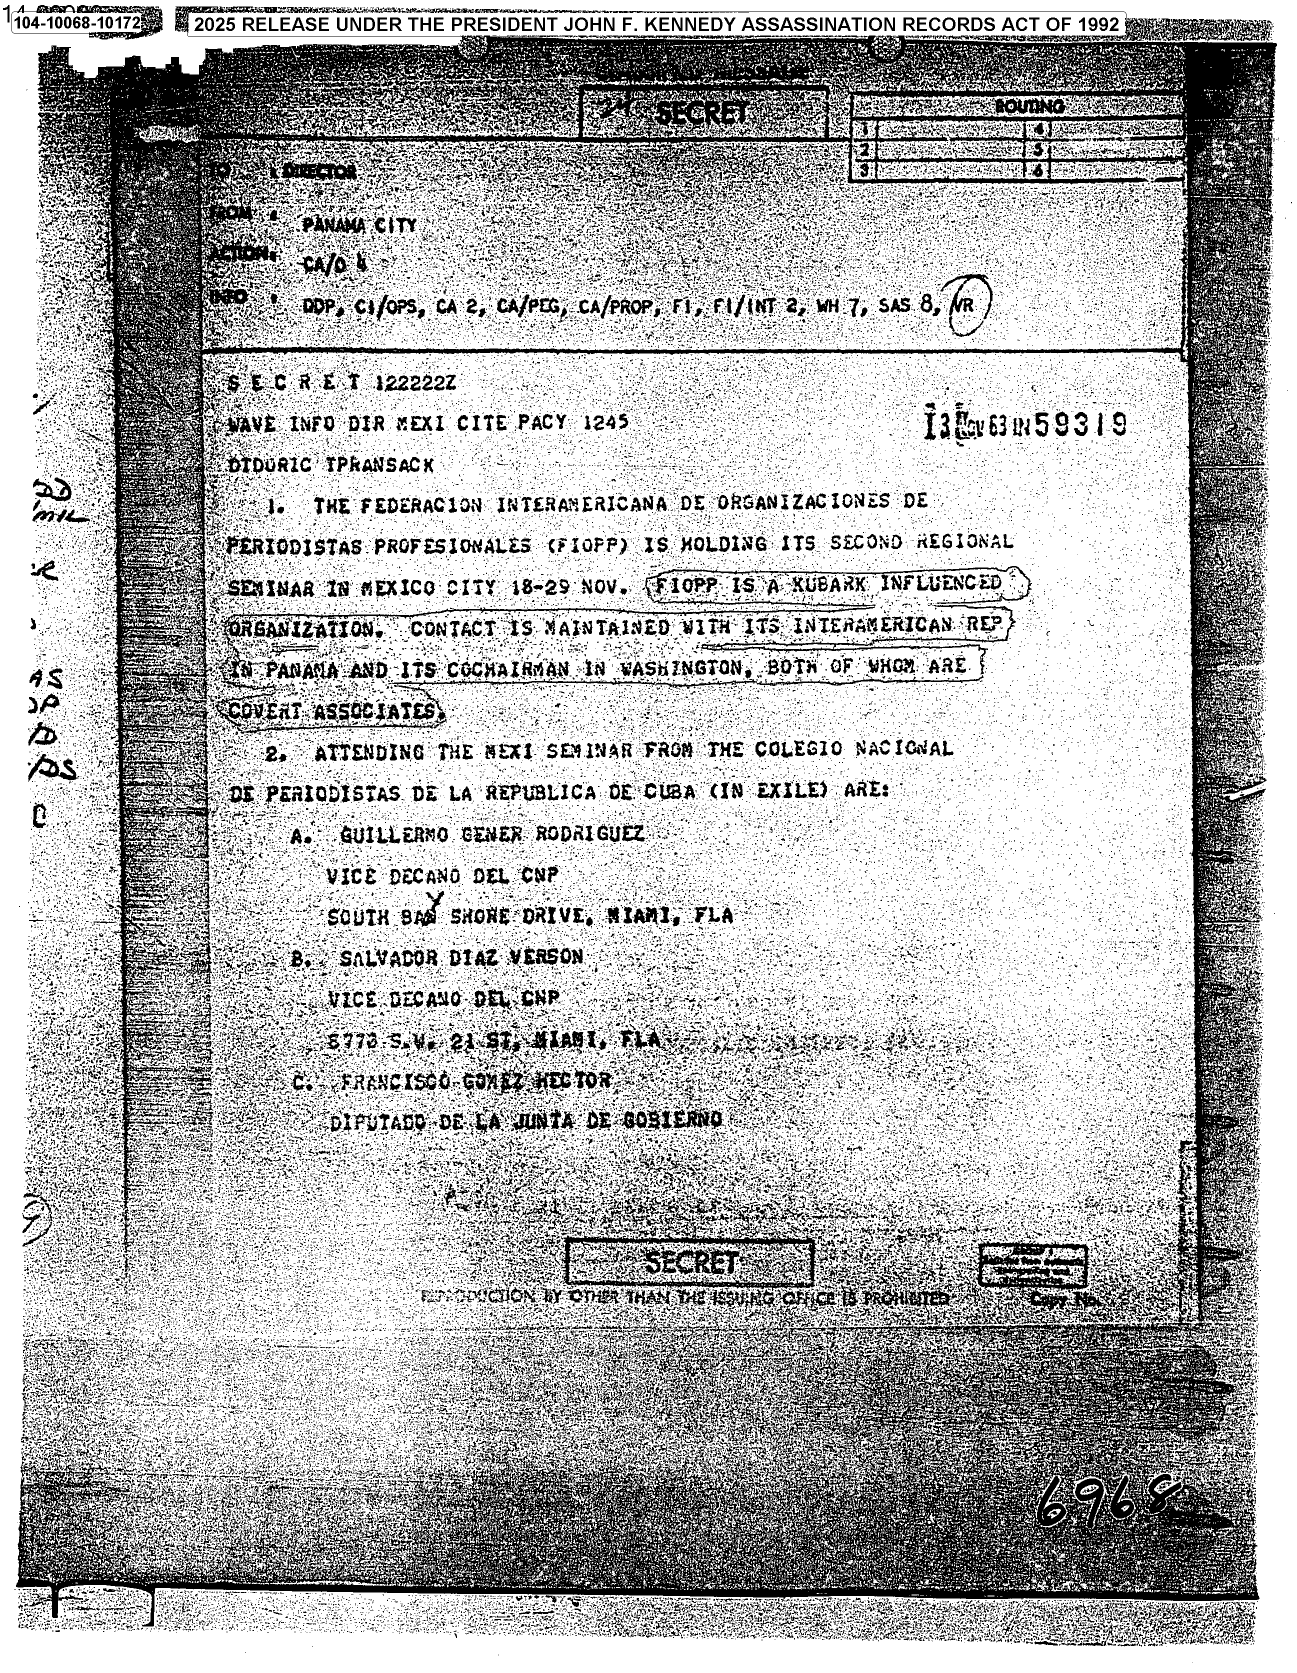 104-10068-10172
2025 RELEASE UNDER THE PRESIDENT JOHN F. KENNEDY ASSASSINATION RECORDS ACT OF 1992
SECRET
ROUTING
1 4
2 5
3 6
TO : DIRECTOR
FROM : PANAMA CITY
ACTION: CA/O 4
INFO : DDP, CI/OPS, CA 2, CA/PEG, CA/PROP, FI, FI/INT 2, WH 7, SAS 8, VR
S E C R E T 122222Z
WAVE INFO DIR MEXI CITE PACY 1245
13 NOV 63 IN 59319
DTDORIC TPRANSACK
1. THE FEDERACION INTERAMERICANA DE ORGANIZACIONES DE
PERIODISTAS PROFESIONALES (FIOPP) IS HOLDING ITS SECOND REGIONAL
SEMINAR IN MEXICO CITY 18-29 NOV. FIOPP IS A KUBARK INFLUENCED
ORGANIZATION. CONTACT IS MAINTAINED WITH ITS INTERAMERICAN REP
IN PANAMA AND ITS COCHAIRMAN IN WASHINGTON, BOTH OF WHOM ARE
COVERT ASSOCIATES.
2. ATTENDING THE MEXI SEMINAR FROM THE COLEGIO NACIONAL
DE PERIODISTAS DE LA REPUBLICA DE CUBA (IN EXILE) ARE:
A. GUILLERMO GENER RODRIGUEZ
VICE DECANO DEL CNP
SOUTH BAY SHORE DRIVE, MIAMI, FLA
B. SALVADOR DIAZ VERSON
VICE DECANO DEL CNP
S.W. 21 ST, MIAMI, FLA
C. FRANCISCO GOMEZ HECTOR
DIPUTADO DE LA JUNTA DE GOBIERNO
SECRET
REPRODUCTION BY OTHER THAN THE ISSUING OFFICE IS PROHIBITED
Copy No.
6968